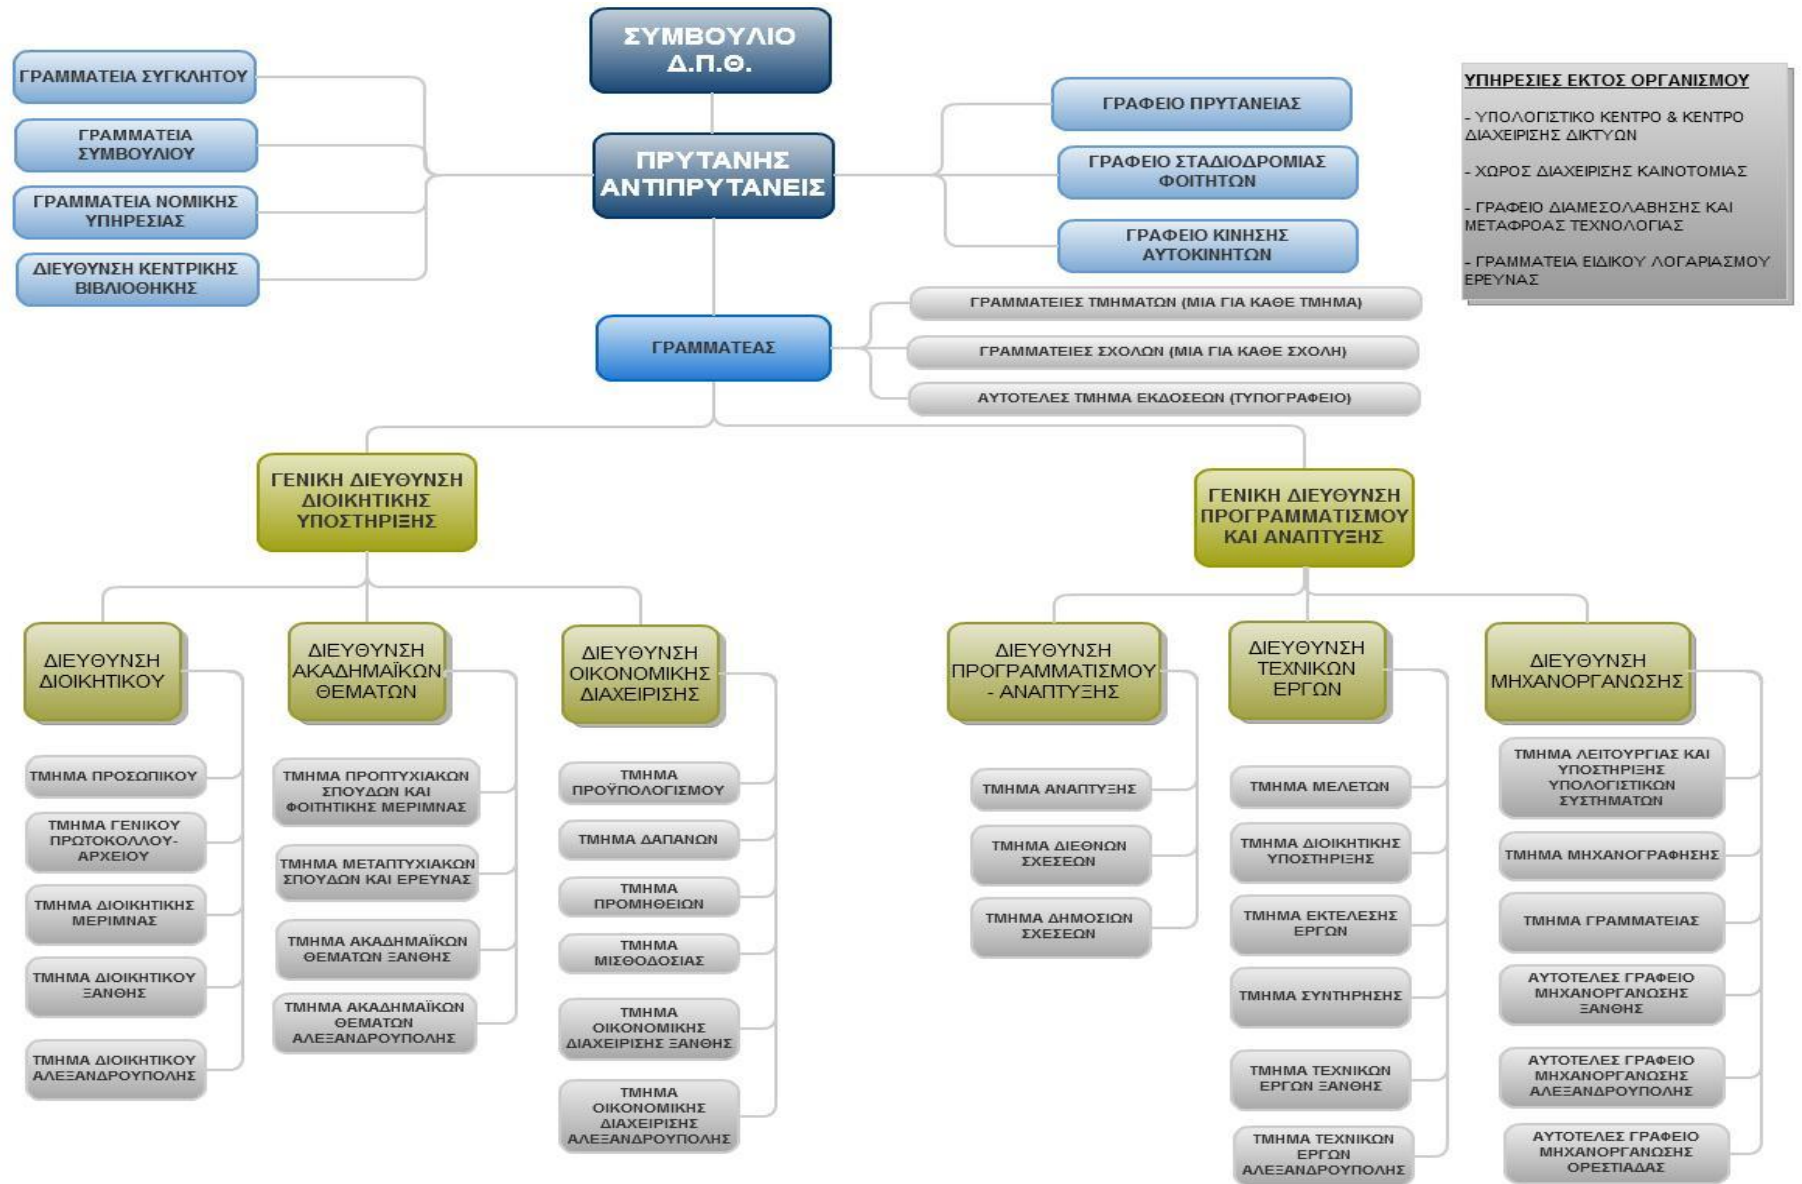 ΣΥΜΒΟΥΛΙΟ
Δ.Π.Θ.
ΠΡΥΤΑΝΗΣ
ΑΝΤΙΠΡΥΤΑΝΕΙΣ
ΓΡΑΜΜΑΤΕΙΑ ΣΥΓΚΛΗΤΟΥ
ΓΡΑΜΜΑΤΕΙΑ
ΣΥΜΒΟΥΛΙΟΥ
ΓΡΑΜΜΑΤΕΙΑ ΝΟΜΙΚΗΣ
ΥΠΗΡΕΣΙΑΣ
ΔΙΕΥΘΥΝΣΗ ΚΕΝΤΡΙΚΗΣ
ΒΙΒΛΙΟΘΗΚΗΣ
ΓΡΑΦΕΙΟ ΠΡΥΤΑΝΕΙΑΣ
ΓΡΑΦΕΙΟ ΣΤΑΔΙΟΔΡΟΜΙΑΣ
ΦΟΙΤΗΤΩΝ
ΓΡΑΦΕΙΟ ΚΙΝΗΣΗΣ
ΑΥΤΟΚΙΝΗΤΩΝ
ΥΠΗΡΕΣΙΕΣ ΕΚΤΟΣ ΟΡΓΑΝΙΣΜΟΥ
- ΥΠΟΛΟΓΙΣΤΙΚΟ ΚΕΝΤΡΟ & ΚΕΝΤΡΟ
ΔΙΑΧΕΙΡΙΣΗΣ ΔΙΚΤΥΩΝ
- ΧΩΡΟΣ ΔΙΑΧΕΙΡΙΣΗΣ ΚΑΙΝΟΤΟΜΙΑΣ
- ΓΡΑΦΕΙΟ ΔΙΑΜΕΣΟΛΑΒΗΣΗΣ ΚΑΙ
ΜΕΤΑΦΡΟΑΣ ΤΕΧΝΟΛΟΓΙΑΣ
- ΓΡΑΜΜΑΤΕΙΑ ΕΙΔΙΚΟΥ ΛΟΓΑΡΙΑΣΜΟΥ
ΕΡΕΥΝΑΣ
ΓΡΑΜΜΑΤΕΑΣ
ΓΡΑΜΜΑΤΕΙΕΣ ΤΜΗΜΑΤΩΝ (ΜΙΑ ΓΙΑ ΚΑΘΕ ΤΜΗΜΑ)
ΓΡΑΜΜΑΤΕΙΕΣ ΣΧΟΛΩΝ (ΜΙΑ ΓΙΑ ΚΑΘΕ ΣΧΟΛΗ)
ΑΥΤΟΤΕΛΕΣ ΤΜΗΜΑ ΕΚΔΟΣΕΩΝ (ΤΥΠΟΓΡΑΦΕΙΟ)
ΓΕΝΙΚΗ ΔΙΕΥΘΥΝΣΗ
ΔΙΟΙΚΗΤΙΚΗΣ
ΥΠΟΣΤΗΡΙΞΗΣ
ΓΕΝΙΚΗ ΔΙΕΥΘΥΝΣΗ
ΠΡΟΓΡΑΜΜΑΤΙΣΜΟΥ
ΚΑΙ ΑΝΑΠΤΥΞΗΣ
ΔΙΕΥΘΥΝΣΗ
ΔΙΟΙΚΗΤΙΚΟΥ
ΤΜΗΜΑ ΠΡΟΣΩΠΙΚΟΥ
ΤΜΗΜΑ ΓΕΝΙΚΟΥ
ΠΡΩΤΟΚΟΛΛΟΥ-
ΑΡΧΕΙΟΥ
ΤΜΗΜΑ ΔΙΟΙΚΗΤΙΚΗΣ
ΜΕΡΙΜΝΑΣ
ΤΜΗΜΑ ΔΙΟΙΚΗΤΙΚΟΥ
ΞΑΝΘΗΣ
ΤΜΗΜΑ ΔΙΟΙΚΗΤΙΚΟΥ
ΑΛΕΞΑΝΔΡΟΥΠΟΛΗΣ
ΔΙΕΥΘΥΝΣΗ
ΑΚΑΔΗΜΑΪΚΩΝ
ΘΕΜΑΤΩΝ
ΤΜΗΜΑ ΠΡΟΠΤΥΧΙΑΚΩΝ
ΣΠΟΥΔΩΝ ΚΑΙ
ΦΟΙΤΗΤΙΚΗΣ ΜΕΡΙΜΝΑΣ
ΤΜΗΜΑ ΜΕΤΑΠΤΥΧΙΑΚΩΝ
ΣΠΟΥΔΩΝ ΚΑΙ ΕΡΕΥΝΑΣ
ΤΜΗΜΑ ΑΚΑΔΗΜΑΪΚΩΝ
ΘΕΜΑΤΩΝ ΞΑΝΘΗΣ
ΤΜΗΜΑ ΑΚΑΔΗΜΑΪΚΩΝ
ΘΕΜΑΤΩΝ
ΑΛΕΞΑΝΔΡΟΥΠΟΛΗΣ
ΔΙΕΥΘΥΝΣΗ
ΟΙΚΟΝΟΜΙΚΗΣ
ΔΙΑΧΕΙΡΙΣΗΣ
ΤΜΗΜΑ
ΠΡΟΫΠΟΛΟΓΙΣΜΟΥ
ΤΜΗΜΑ ΔΑΠΑΝΩΝ
ΤΜΗΜΑ
ΠΡΟΜΗΘΕΙΩΝ
ΤΜΗΜΑ
ΜΙΣΘΟΔΟΣΙΑΣ
ΤΜΗΜΑ
ΟΙΚΟΝΟΜΙΚΗΣ
ΔΙΑΧΕΙΡΙΣΗΣ ΞΑΝΘΗΣ
ΤΜΗΜΑ
ΟΙΚΟΝΟΜΙΚΗΣ
ΔΙΑΧΕΙΡΙΣΗΣ
ΑΛΕΞΑΝΔΡΟΥΠΟΛΗΣ
ΔΙΕΥΘΥΝΣΗ
ΠΡΟΓΡΑΜΜΑΤΙΣΜΟΥ
- ΑΝΑΠΤΥΞΗΣ
ΤΜΗΜΑ ΑΝΑΠΤΥΞΗΣ
ΤΜΗΜΑ ΔΙΕΘΝΩΝ
ΣΧΕΣΕΩΝ
ΤΜΗΜΑ ΔΗΜΟΣΙΩΝ
ΣΧΕΣΕΩΝ
ΔΙΕΥΘΥΝΣΗ
ΤΕΧΝΙΚΩΝ
ΕΡΓΩΝ
ΤΜΗΜΑ ΜΕΛΕΤΩΝ
ΤΜΗΜΑ ΔΙΟΙΚΗΤΙΚΗΣ
ΥΠΟΣΤΗΡΙΞΗΣ
ΤΜΗΜΑ ΕΚΤΕΛΕΣΗΣ
ΕΡΓΩΝ
ΤΜΗΜΑ ΣΥΝΤΗΡΗΣΗΣ
ΤΜΗΜΑ ΤΕΧΝΙΚΩΝ
ΕΡΓΩΝ ΞΑΝΘΗΣ
ΤΜΗΜΑ ΤΕΧΝΙΚΩΝ
ΕΡΓΩΝ
ΑΛΕΞΑΝΔΡΟΥΠΟΛΗΣ
ΔΙΕΥΘΥΝΣΗ
ΜΗΧΑΝΟΡΓΑΝΩΣΗΣ
ΤΜΗΜΑ ΛΕΙΤΟΥΡΓΙΑΣ ΚΑΙ
ΥΠΟΣΤΗΡΙΞΗΣ
ΥΠΟΛΟΓΙΣΤΙΚΩΝ
ΣΥΣΤΗΜΑΤΩΝ
ΤΜΗΜΑ ΜΗΧΑΝΟΓΡΑΦΗΣΗΣ
ΤΜΗΜΑ ΓΡΑΜΜΑΤΕΙΑΣ
ΑΥΤΟΤΕΛΕΣ ΓΡΑΦΕΙΟ
ΜΗΧΑΝΟΡΓΑΝΩΣΗΣ
ΞΑΝΘΗΣ
ΑΥΤΟΤΕΛΕΣ ΓΡΑΦΕΙΟ
ΜΗΧΑΝΟΡΓΑΝΩΣΗΣ
ΑΛΕΞΑΝΔΡΟΥΠΟΛΗΣ
ΑΥΤΟΤΕΛΕΣ ΓΡΑΦΕΙΟ
ΜΗΧΑΝΟΡΓΑΝΩΣΗΣ
ΟΡΕΣΤΙΑΔΑΣ